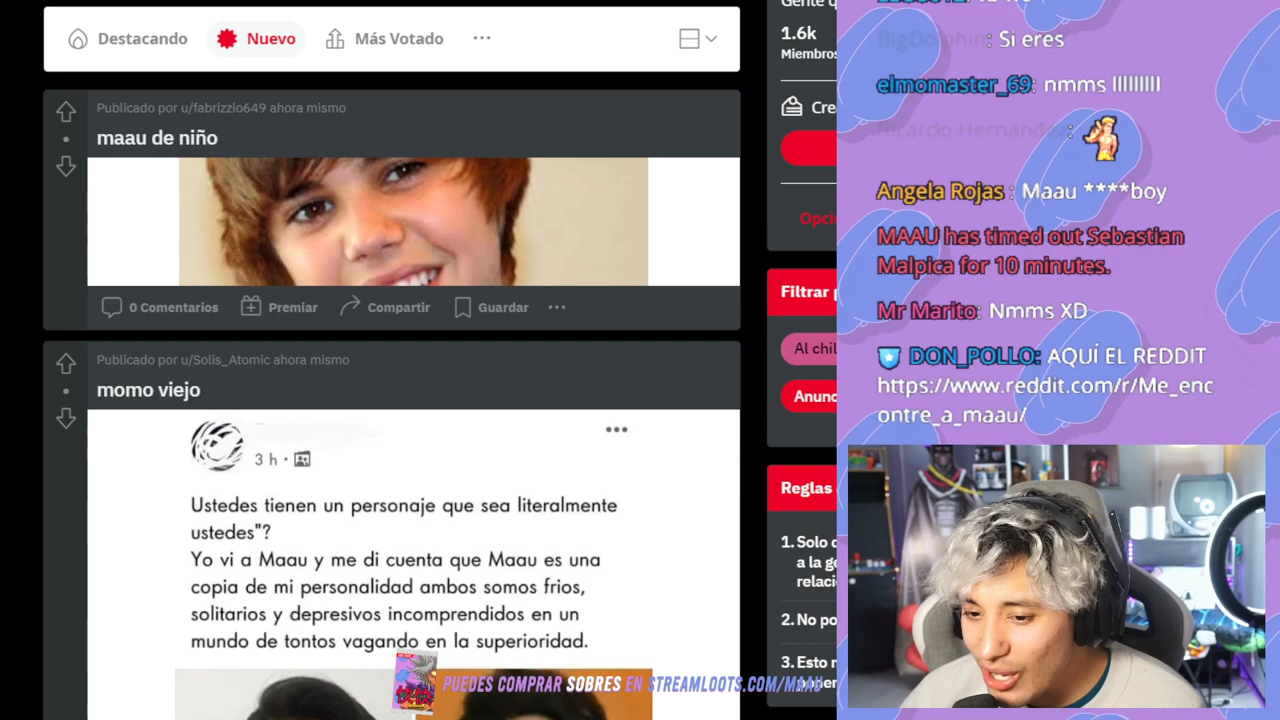 Destacando
Nuevo
Más Votado
Publicado por u/fabrizzio649 ahora mismo
maau de niño
0 Comentarios
Premiar
Compartir
Guardar
Publicado por u/Solis_Atomic ahora mismo
momo viejo
3 h
Ustedes tienen un personaje que sea literalmente
ustedes"?
Yo vi a Maau y me di cuenta que Maau es una
copia de mi personalidad ambos somos frios,
solitarios y depresivos incomprendidos en un
mundo de tontos vagando en la superioridad.
PUEDES COMPRAR SOBRES EN STREAMLOOTS.COM/MAAU
1.6k
Miembros
Filtrar
Al chil
Reglas
1. Solo
a la
2. No
3. Esto
: Si eres
elmomaster_69: nmms llllllll
Ricardo Hernández:
Angela Rojas : Maau ****boy
MAAU has timed out Sebastian
Malpica for 10 minutes.
Mr Marito: Nmms XD
DON_POLLO: AQUÍ EL REDDIT
https://www.reddit.com/r/Me_enc
ontre_a_maau/